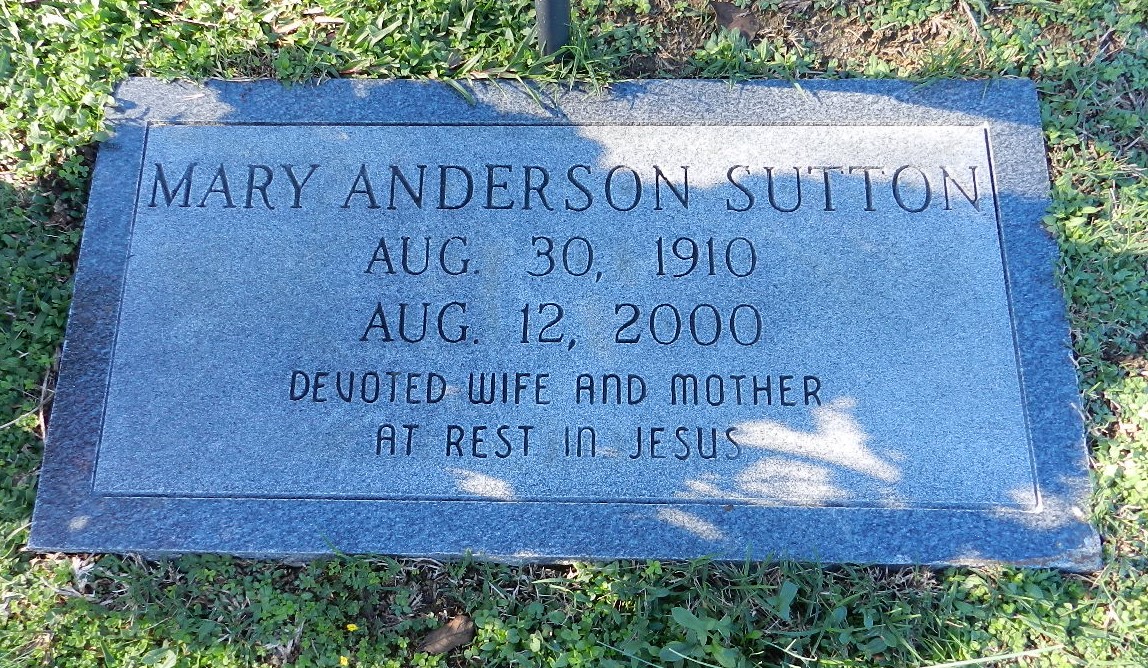 MARY ANDERSON SUTTON
AUG. 30, 1910
AUG. 12, 2000
DEVOTED WIFE AND MOTHER
AT REST IN JESUS